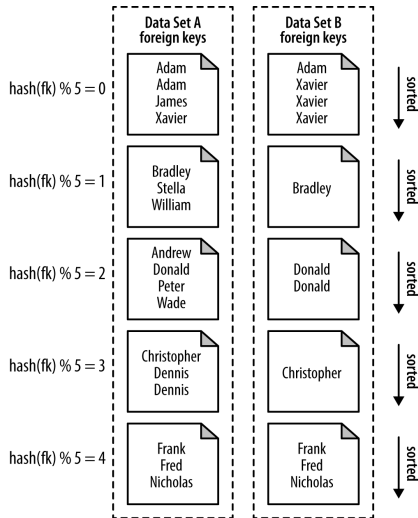 Data Set A
foreign keys
Data Set B
foreign keys
hash(fk) % 5 = 0
Adam
Adam
James
Xavier
Adam
Xavier
Xavier
Xavier
sorted
hash(fk) % 5 = 1
Bradley
Stella
William
Bradley
sorted
hash(fk) % 5 = 2
Andrew
Donald
Peter
Wade
Donald
Donald
sorted
hash(fk) % 5 = 3
Christopher
Dennis
Dennis
Christopher
sorted
hash(fk) % 5 = 4
Frank
Fred
Nicholas
Frank
Fred
Nicholas
sorted